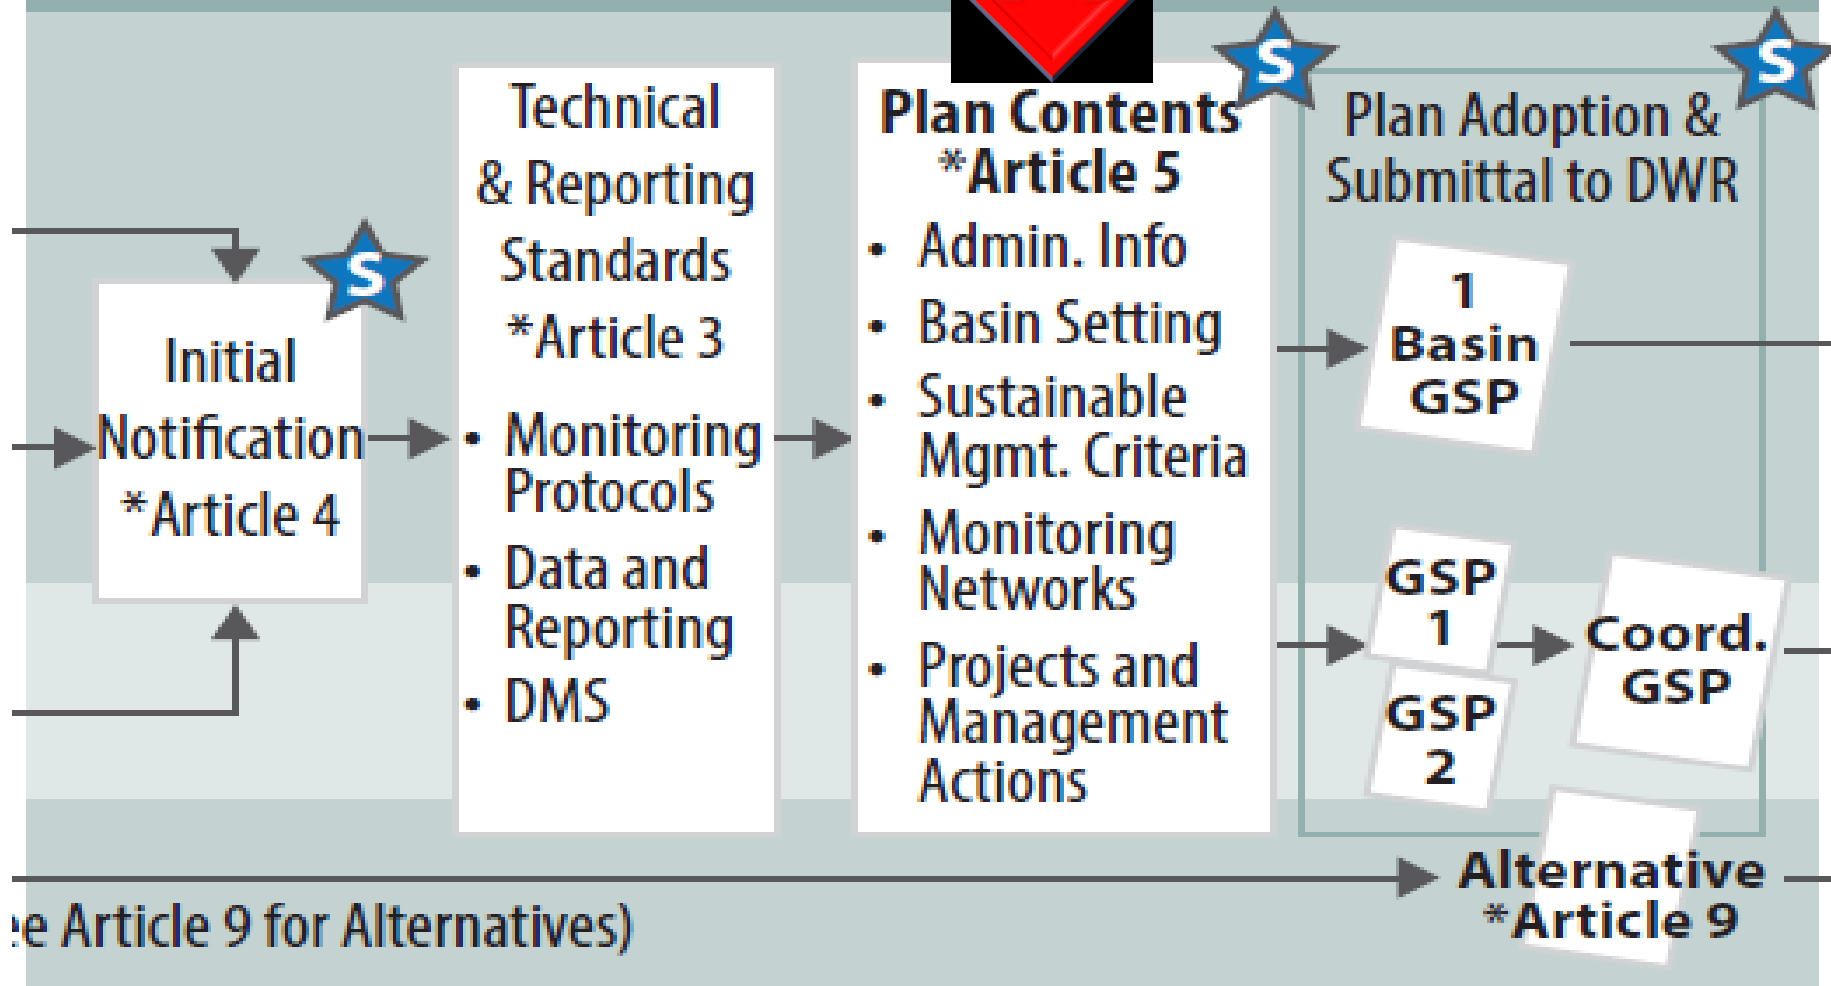 S
Initial
Notification
*Article 4
Technical
& Reporting
Standards
*Article 3
• Monitoring
Protocols
• Data and
Reporting
• DMS
Plan Contents
*Article 5
• Admin. Info
• Basin Setting
• Sustainable
Mgmt. Criteria
• Monitoring
Networks
• Projects and
Management
Actions
S
S
Plan Adoption &
Submittal to DWR
1
Basin
GSP
GSP
1
GSP
2
Coord.
GSP
Alternative
*Article 9
Article 9 for Alternatives)